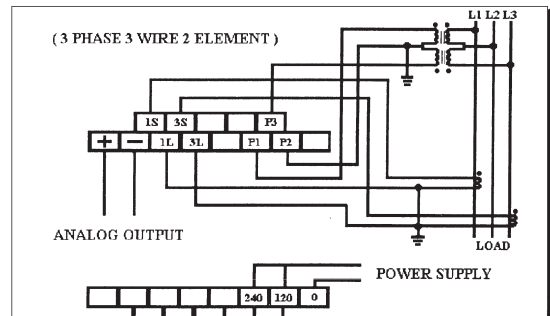 L1 L2 L3
( 3 PHASE 3 WIRE 2 ELEMENT )
1S 3S P3
+ − 1L 3L P1 P2
ANALOG OUTPUT
LOAD
POWER SUPPLY
240 120 0